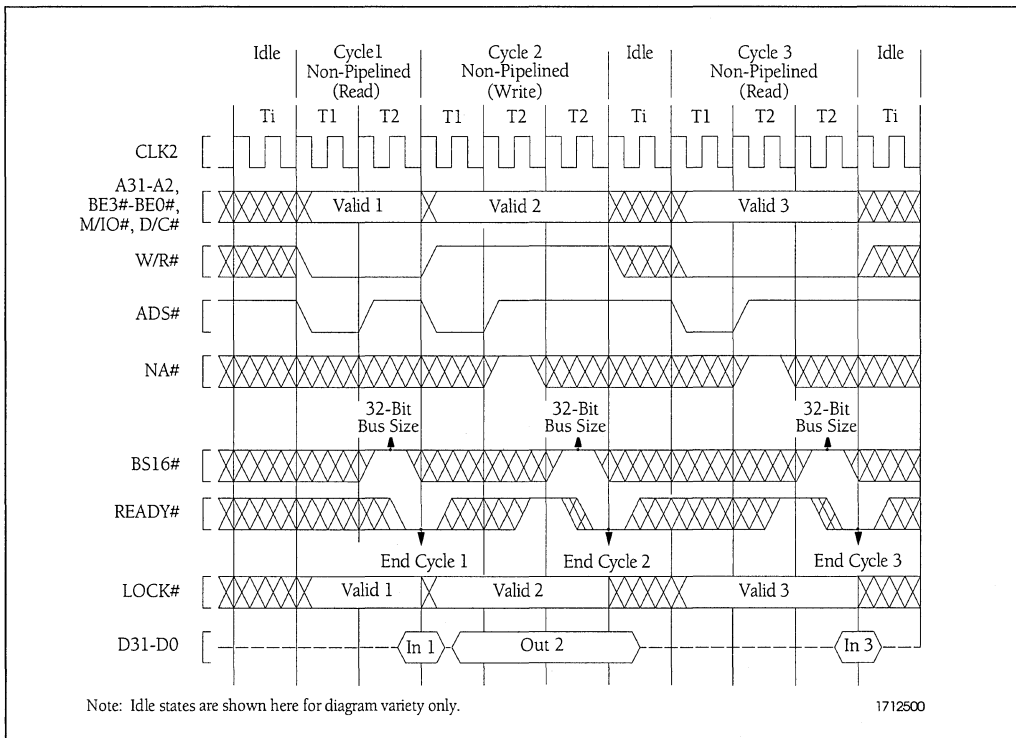 Idle Cycle1 Cycle 2 Idle Cycle 3 Idle
Non-Pipelined Non-Pipelined Non-Pipelined
(Read) (Write) (Read)
Ti T1 T2 T1 T2 T2 Ti T1 T2 T2 Ti
CLK2
A31-A2,
BE3#-BE0#,
M/IO#, D/C#
Valid 1 Valid 2 Valid 3
W/R#
ADS#
NA#
32-Bit 32-Bit 32-Bit
Bus Size Bus Size Bus Size
BS16#
READY#
End Cycle 1 End Cycle 2 End Cycle 3
LOCK# Valid 1 Valid 2 Valid 3
D31-D0 In 1 Out 2 In 3
Note: Idle states are shown here for diagram variety only. 1712500